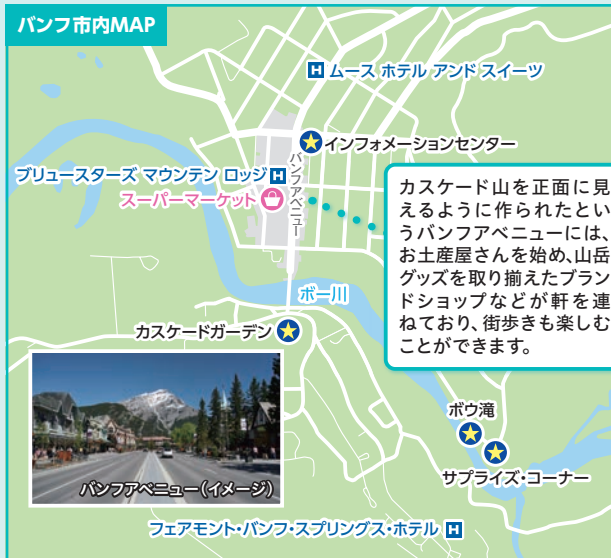 バンフ市内MAP
H ムース ホテル アンド スイーツ
インフォメーションセンター
ブリュースターズ マウンテン ロッジ H
スーパーマーケット
バンフアベニュー
カスケード山を正面に見
えるように作られたとい
うバンフアベニューには、
お土産屋さんを始め、山岳
グッズを取り揃えたブラン
ドショップなどが軒を連
ねており、街歩きも楽しむ
ことができます。
ボー川
カスケードガーデン
バンフアベニュー(イメージ)
ボウ滝
サプライズ・コーナー
フェアモント・バンフ・スプリングス・ホテル H